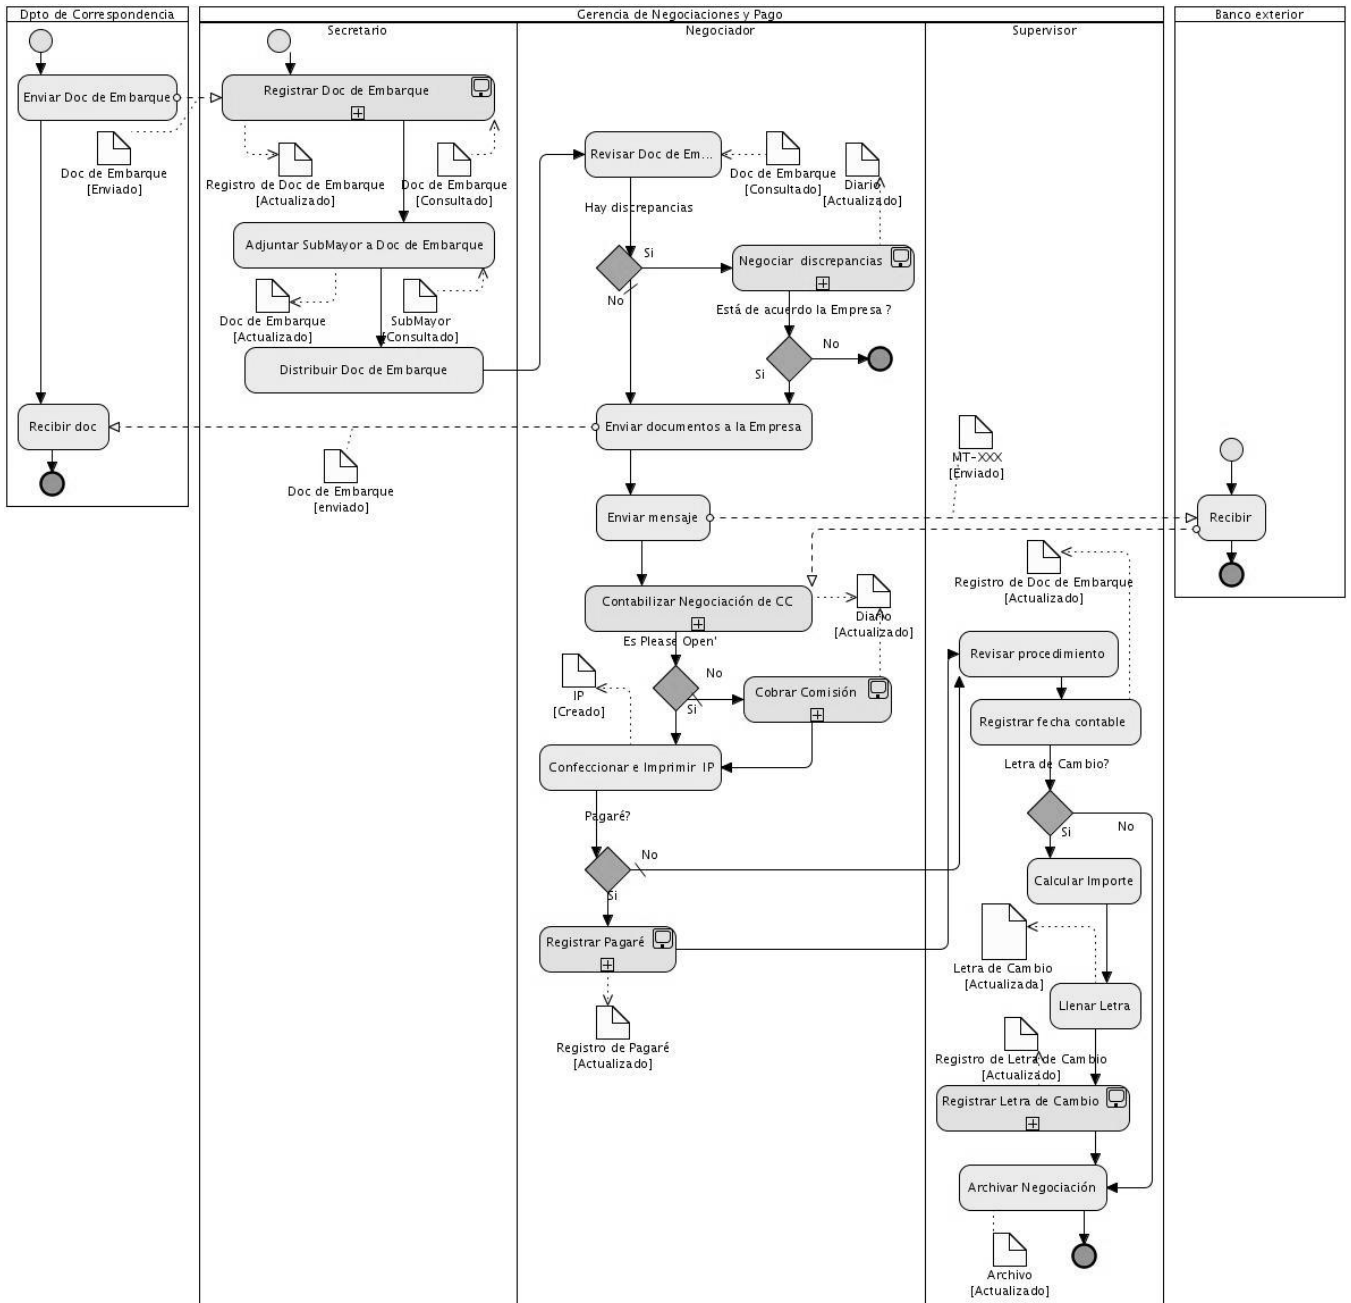 Dpto de Correspondencia
Gerencia de Negociaciones y Pago
Banco exterior
Secretario
Negociador
Supervisor
Enviar Doc de Embarque
Doc de Embarque
[Enviado]
Recibir doc
Registrar Doc de Embarque
Registro de Doc de Embarque
[Actualizado]
Doc de Embarque
[Consultado]
Adjuntar SubMayor a Doc de Embarque
Doc de Embarque
[Actualizado]
SubMayor
[Consultado]
Distribuir Doc de Embarque
Doc de Embarque
[enviado]
Revisar Doc de Em...
Doc de Embarque
[Consultado]
Diario
[Actualizado]
Hay discrepancias
Si
No
Negociar discrepancias
Está de acuerdo la Empresa ?
No
Si
Enviar documentos a la Empresa
Enviar mensaje
Contabilizar Negociación de CC
Diario
[Actualizado]
Es Please Open'
No
Si
IP
[Creado]
Cobrar Comisión
Confeccionar e Imprimir IP
Pagaré?
No
Si
Registrar Pagaré
Registro de Pagaré
[Actualizado]
MT-XXX
[Enviado]
Registro de Doc de Embarque
[Actualizado]
Revisar procedimiento
Registrar fecha contable
Letra de Cambio?
Si
No
Calcular Importe
Letra de Cambio
[Actualizada]
Llenar Letra
Registro de Letra de Cambio
[Actualizado]
Registrar Letra de Cambio
Archivar Negociación
Archivo
[Actualizado]
Recibir